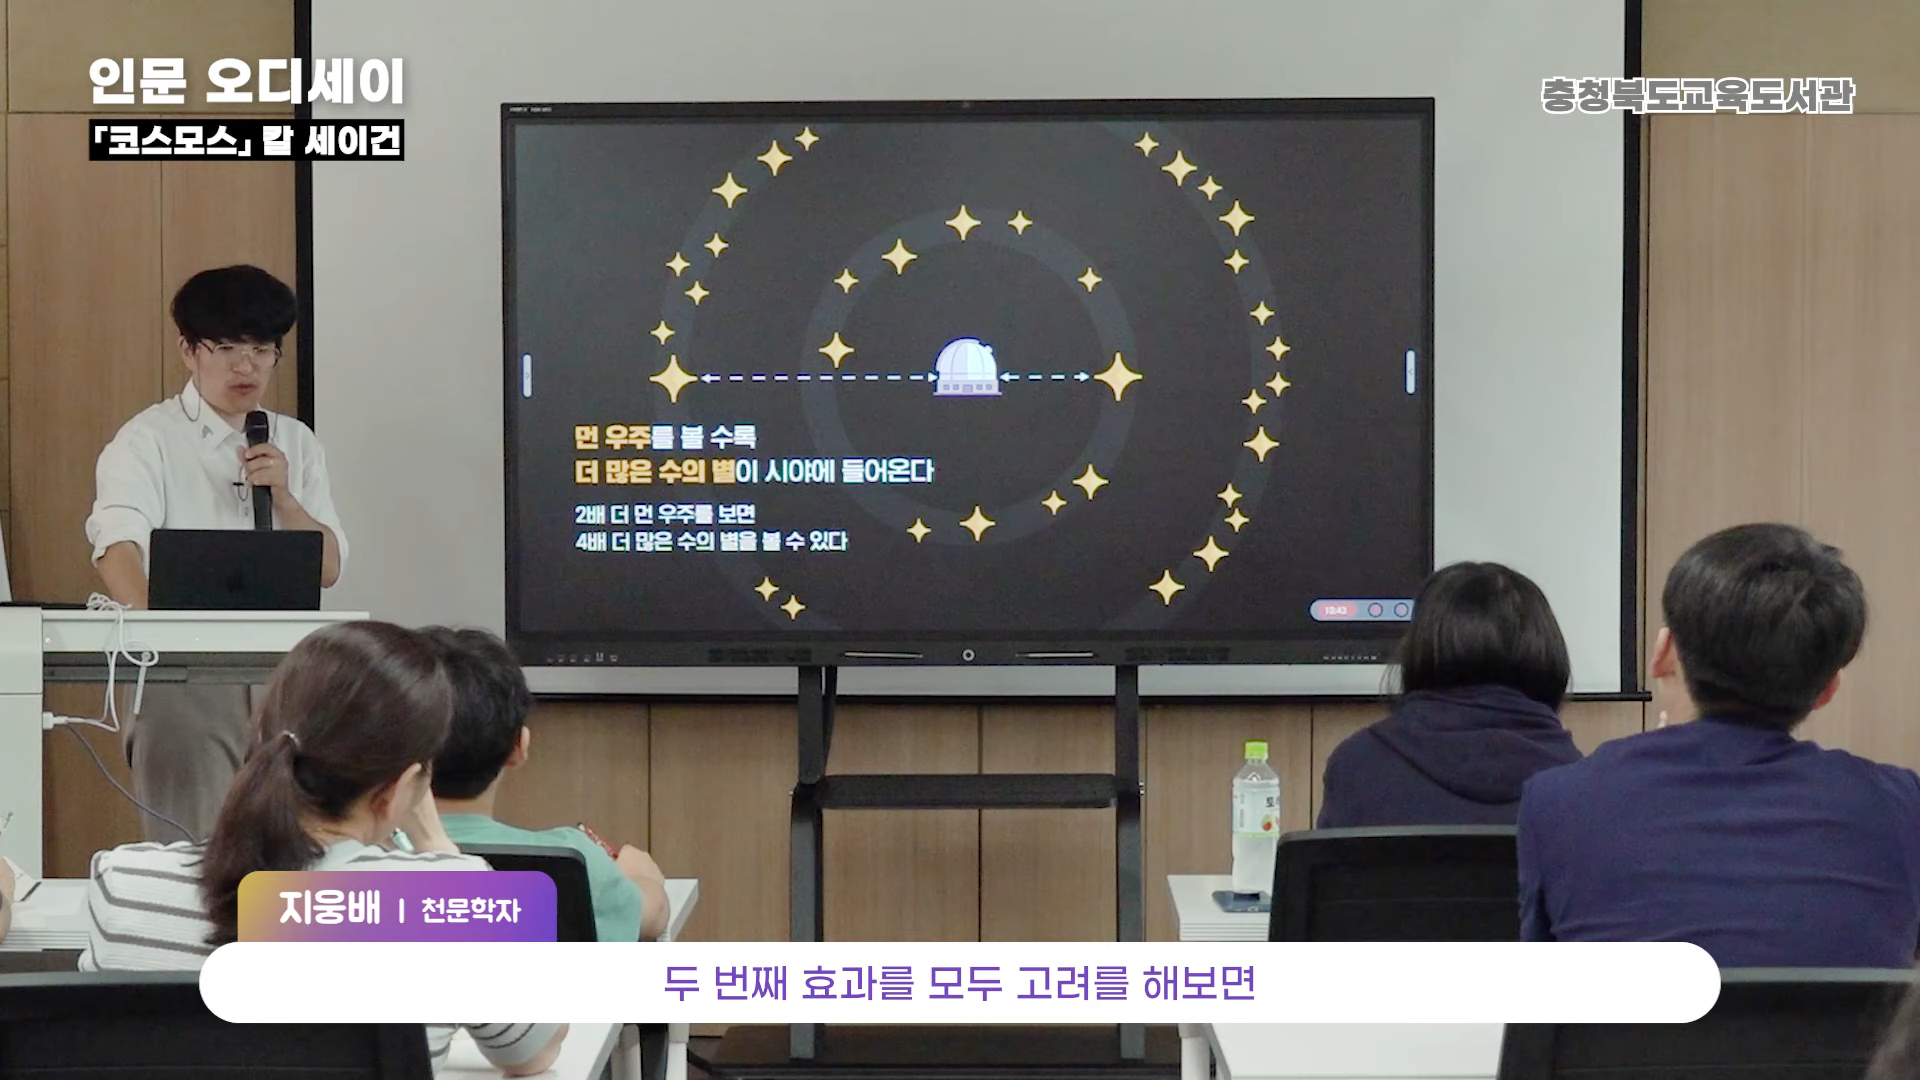 인문 오디세이
「코스모스」 칼 세이건
충청북도교육도서관
먼 우주를 볼 수록
더 많은 수의 별이 시야에 들어온다
2배 더 먼 우주를 보면
4배 더 많은 수의 별을 볼 수 있다
지웅배 | 천문학자
두 번째 효과를 모두 고려를 해보면